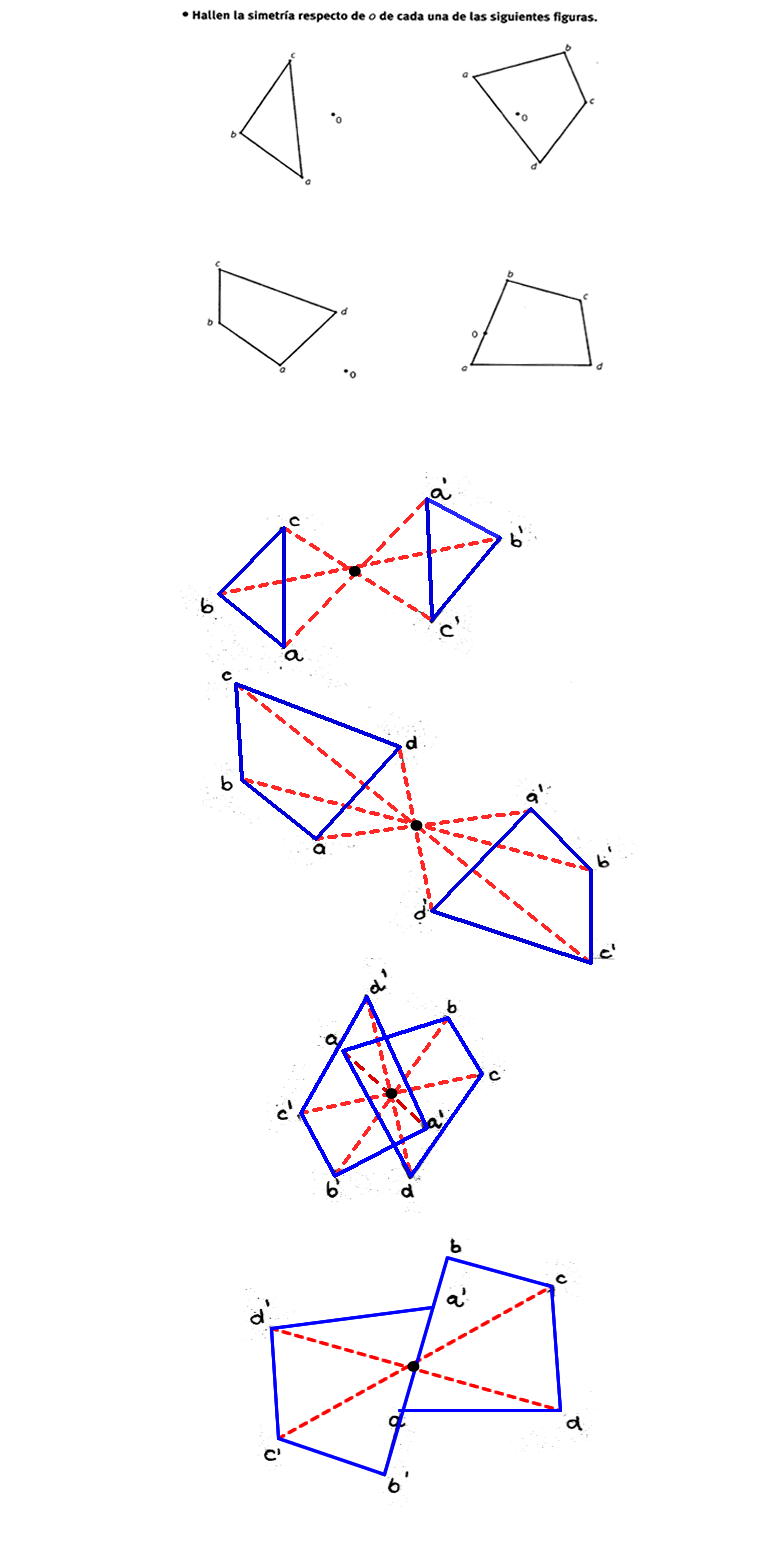 • Hallen la simetría respecto de o de cada una de las siguientes figuras.
c
b
a
o
b
a
o
c
d
c
b
d
a
o
b
c
o
a
d
a'
c
b'
b
c'
a
c
d
b
a'
a
b'
d'
c'
d'
b
a
c
c'
a'
b'
d
b
c
a'
d'
a
d
c'
b'